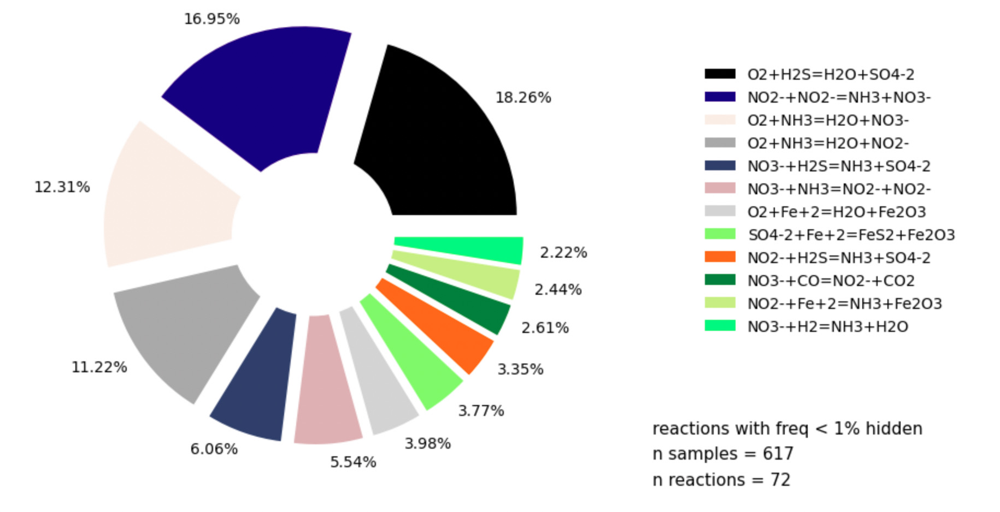 16.95%
18.26%
12.31%
11.22%
6.06%
5.54%
3.98%
3.77%
3.35%
2.61%
2.44%
2.22%
O2+H2S=H2O+SO4-2
NO2-+NO2-=NH3+NO3-
O2+NH3=H2O+NO3-
O2+NH3=H2O+NO2-
NO3-+H2S=NH3+SO4-2
NO3-+NH3=NO2-+NO2-
O2+Fe+2=H2O+Fe2O3
SO4-2+Fe+2=FeS2+Fe2O3
NO2-+H2S=NH3+SO4-2
NO3-+CO=NO2-+CO2
NO2-+Fe+2=NH3+Fe2O3
NO3-+H2=NH3+H2O
reactions with freq < 1% hidden
n samples = 617
n reactions = 72